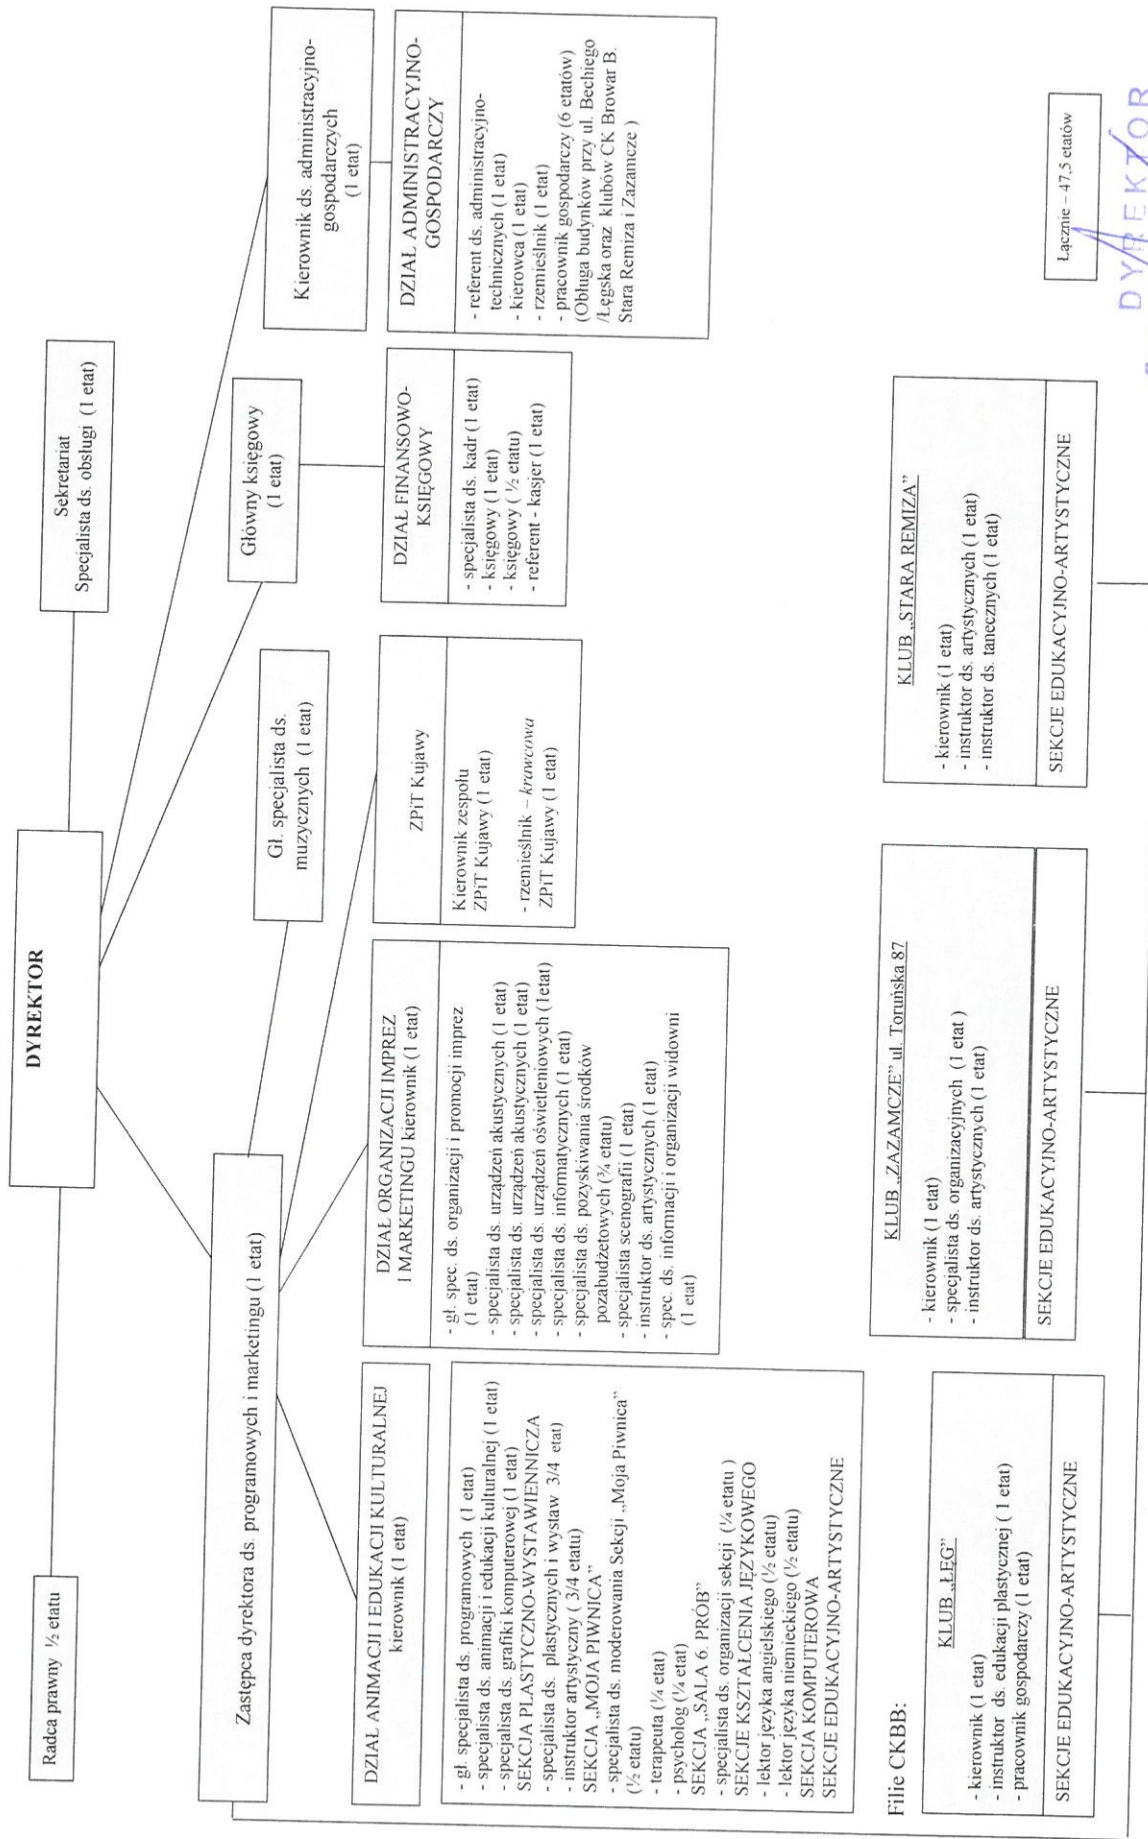 DYREKTOR
Radca prawny ½ etatu
Sekretariat
Specjalista ds. obsługi (1 etat)
Zastępca dyrektora ds. programowych i marketingu (1 etat)
Gł. specjalista ds.
muzycznych (1 etat)
Główny księgowy
(1 etat)
Kierownik ds. administracyjno-
gospodarczych
(1 etat)
DZIAŁ ANIMACJI I EDUKACJI KULTURALNEJ
kierownik (1 etat)
- gł. specjalista ds. programowych (1 etat)
- specjalista ds. animacji i edukacji kulturalnej (1 etat)
- specjalista ds. grafiki komputerowej (1 etat)
SEKCJA PLASTYCZNO-WYSTAWIENNICZA
- specjalista ds. plastycznych i wystaw 3/4 etat)
- instruktor artystyczny ( 3/4 etatu)
SEKCJA „MOJA PIWNICA”
- specjalista ds. moderowania Sekcji „Moja Piwnica”
(½ etatu)
- terapeuta (¼ etat)
- psycholog (¼ etat)
SEKCJA „SALA 6. PRÓB”
- specjalista ds. organizacji sekcji (¼ etatu )
SEKCJE KSZTAŁCENIA JĘZYKOWEGO
- lektor języka angielskiego (½ etatu)
- lektor języka niemieckiego (½ etatu)
SEKCJA KOMPUTEROWA
SEKCJE EDUKACYJNO-ARTYSTYCZNE
DZIAŁ ORGANIZACJI IMPREZ
I MARKETINGU kierownik (1 etat)
- gł. spec. ds. organizacji i promocji imprez
(1 etat)
- specjalista ds. urządzeń akustycznych (1 etat)
- specjalista ds. urządzeń akustycznych (1 etat)
- specjalista ds. urządzeń oświetleniowych (1etat)
- specjalista ds. informatycznych (1 etat)
- specjalista ds. pozyskiwania środków
pozabudżetowych (¾ etatu)
- specjalista scenografii (1 etat)
- instruktor ds. artystycznych (1 etat)
- spec. ds. informacji i organizacji widowni
(1 etat)
ZPiT Kujawy
Kierownik zespołu
ZPiT Kujawy (1 etat)
- rzemieślnik – krawcowa
ZPiT Kujawy (1 etat)
DZIAŁ FINANSOWO-
KSIĘGOWY
- specjalista ds. kadr (1 etat)
- księgowy (1 etat)
- księgowy ( ½ etatu)
- referent - kasjer (1 etat)
DZIAŁ ADMINISTRACYJNO-
GOSPODARCZY
- referent ds. administracyjno-
technicznych (1 etat)
- kierowca (1 etat)
- rzemieślnik (1 etat)
- pracownik gospodarczy (6 etatów)
(Obługa budynków przy ul. Bechiego
/Łęgska oraz klubów CK Browar B.
Stara Remiza i Zazamcze )
Filie CKBB:
KLUB „ŁĘG”
- kierownik (1 etat)
- instruktor ds. edukacji plastycznej ( 1 etat)
- pracownik gospodarczy (1 etat)
SEKCJE EDUKACYJNO-ARTYSTYCZNE
KLUB „ZAZAMCZE” ul. Toruńska 87
- kierownik (1 etat)
- specjalista ds. organizacyjnych (1 etat )
- instruktor ds. artystycznych (1 etat)
SEKCJE EDUKACYJNO-ARTYSTYCZNE
KLUB „STARA REMIZA”
- kierownik (1 etat)
- instruktor ds. artystycznych (1 etat)
- instruktor ds. tanecznych (1 etat)
SEKCJE EDUKACYJNO-ARTYSTYCZNE
Łącznie – 47,5 etatów
DYREKTOR